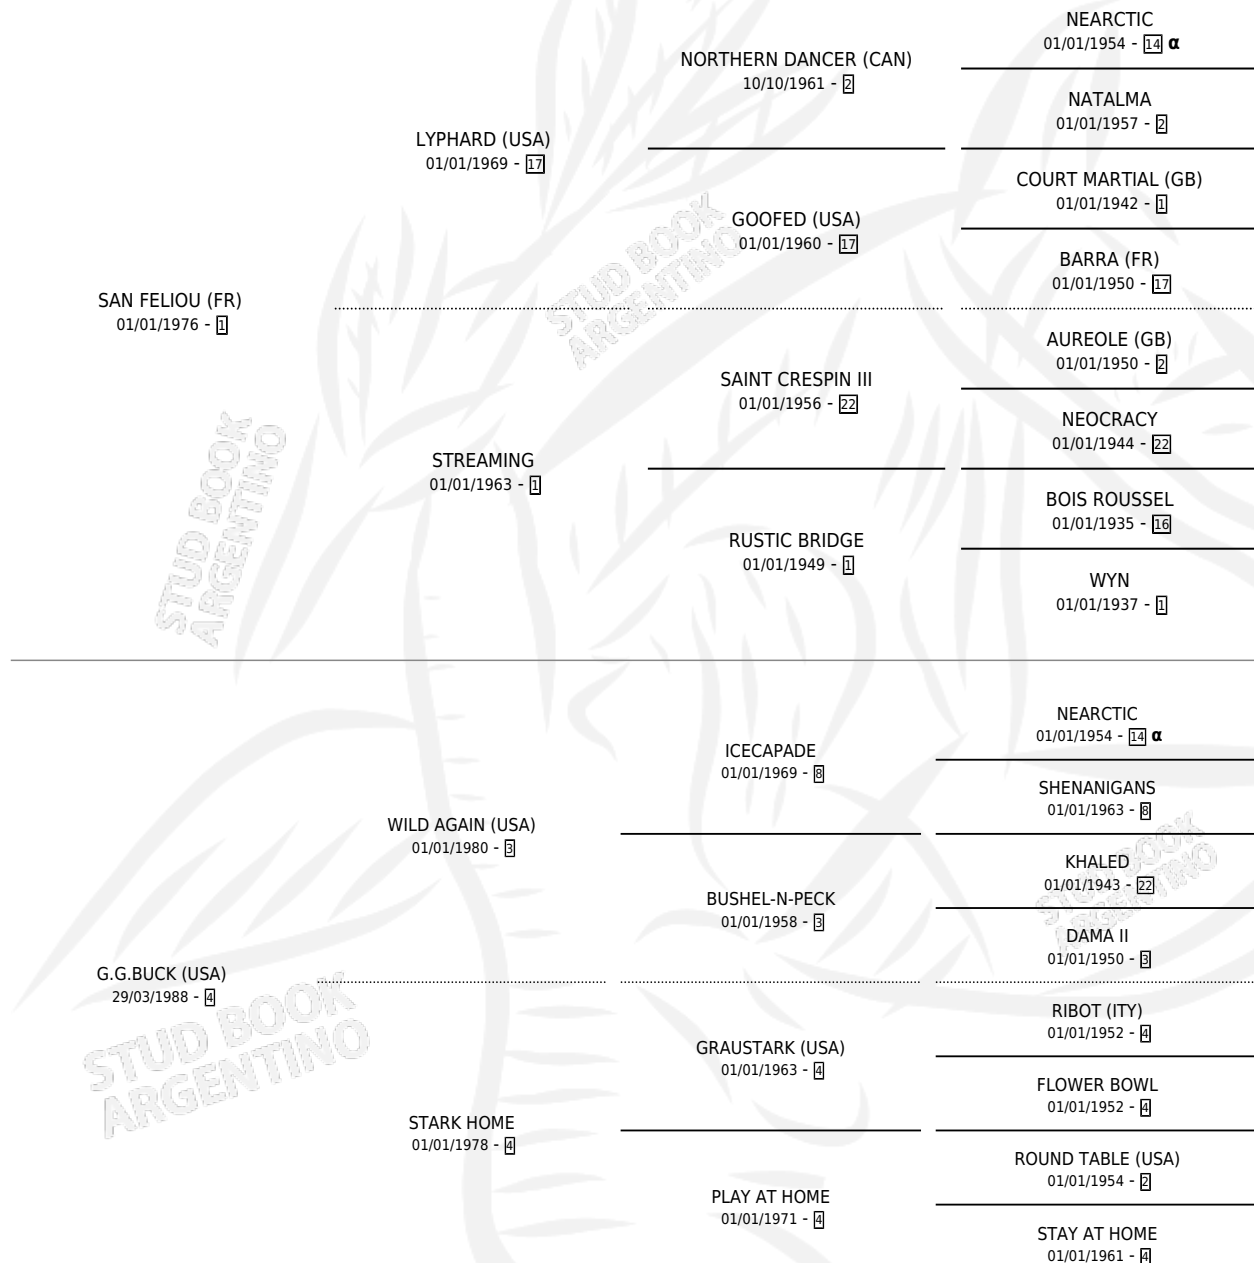 NEARCTIC
01/01/1954 - 14 α
NORTHERN DANCER (CAN)
10/10/1961 - 2
NATALMA
01/01/1957 - 2
LYPHARD (USA)
01/01/1969 - 17
COURT MARTIAL (GB)
01/01/1942 - 1
GOOFED (USA)
01/01/1960 - 17
BARRA (FR)
01/01/1950 - 17
SAN FELIOU (FR)
01/01/1976 - 1
AUREOLE (GB)
01/01/1950 - 2
SAINT CRESPIN III
01/01/1956 - 22
NEOCRACY
01/01/1944 - 22
STREAMING
01/01/1963 - 1
BOIS ROUSSEL
01/01/1935 - 16
RUSTIC BRIDGE
01/01/1949 - 1
WYN
01/01/1937 - 1
NEARCTIC
01/01/1954 - 14 α
ICECAPADE
01/01/1969 - 8
SHENANIGANS
01/01/1963 - 8
WILD AGAIN (USA)
01/01/1980 - 3
KHALED
01/01/1943 - 22
BUSHEL-N-PECK
01/01/1958 - 3
DAMA II
01/01/1950 - 3
G.G.BUCK (USA)
29/03/1988 - 4
RIBOT (ITY)
01/01/1952 - 4
GRAUSTARK (USA)
01/01/1963 - 4
FLOWER BOWL
01/01/1952 - 4
STARK HOME
01/01/1978 - 4
ROUND TABLE (USA)
01/01/1954 - 2
PLAY AT HOME
01/01/1971 - 4
STAY AT HOME
01/01/1961 - 4
STUD BOOK
ARGENTINO
STUD BOOK
ARGENTINO
STUD BOOK
ARGENTINO
STUD BOOK
ARGENTINO